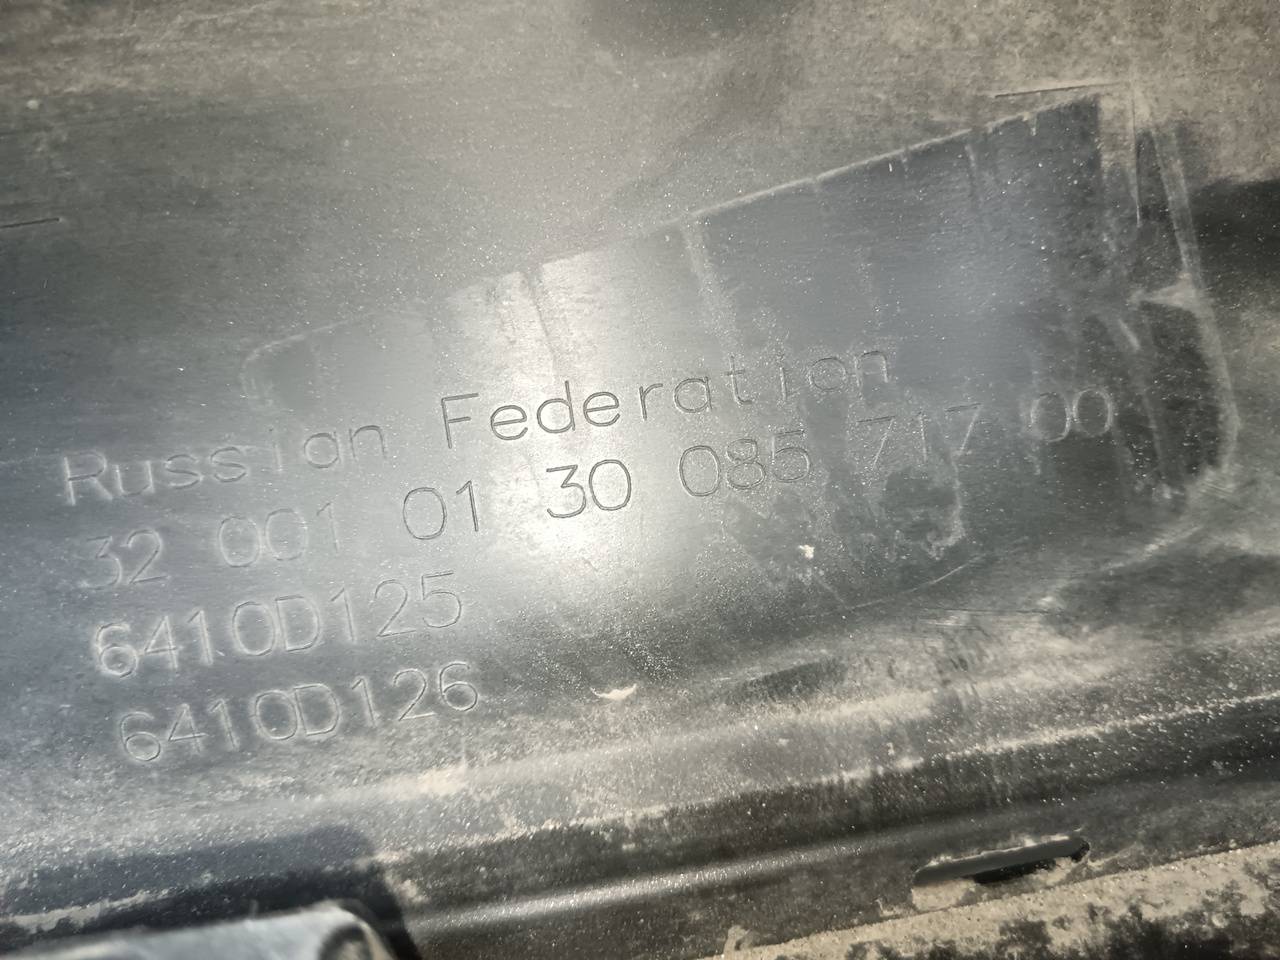 Russian Federation
32 001 01 30 085 717 00
6410D125
6410D126